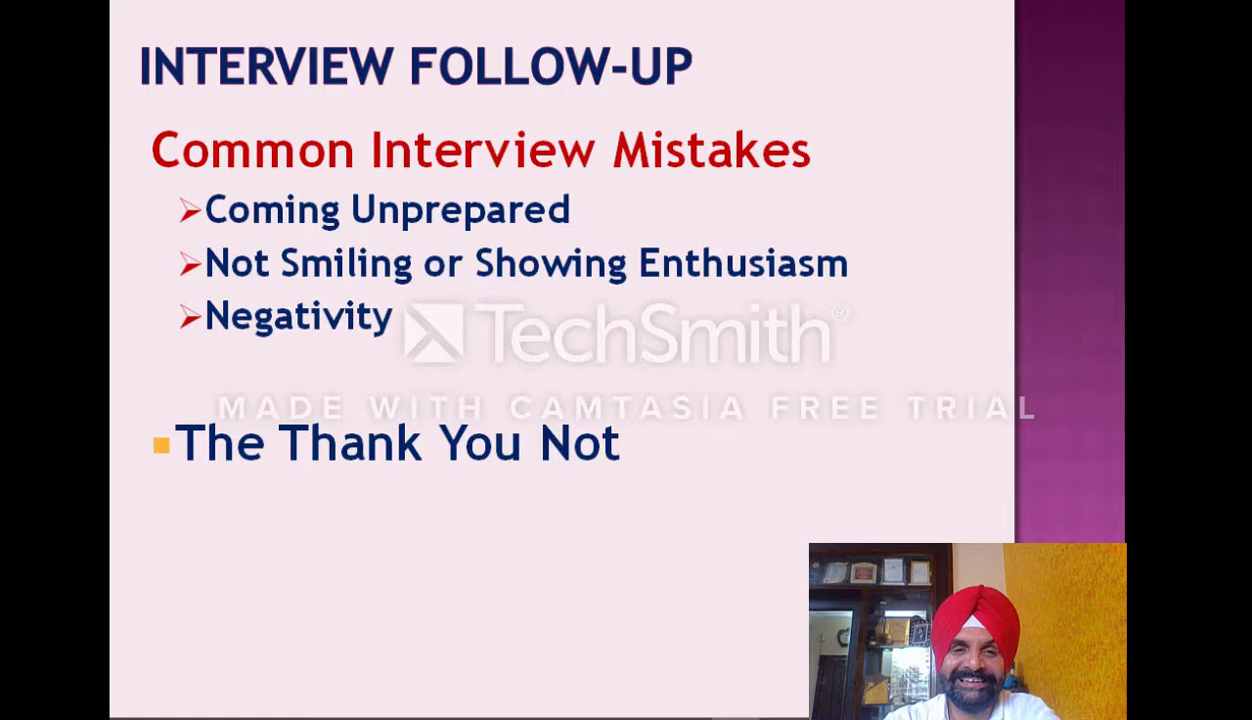 INTERVIEW FOLLOW-UP
Common Interview Mistakes
Coming Unprepared
Not Smiling or Showing Enthusiasm
Negativity
TechSmith®
MADE WITH CAMTASIA FREE TRIAL
The Thank You Not